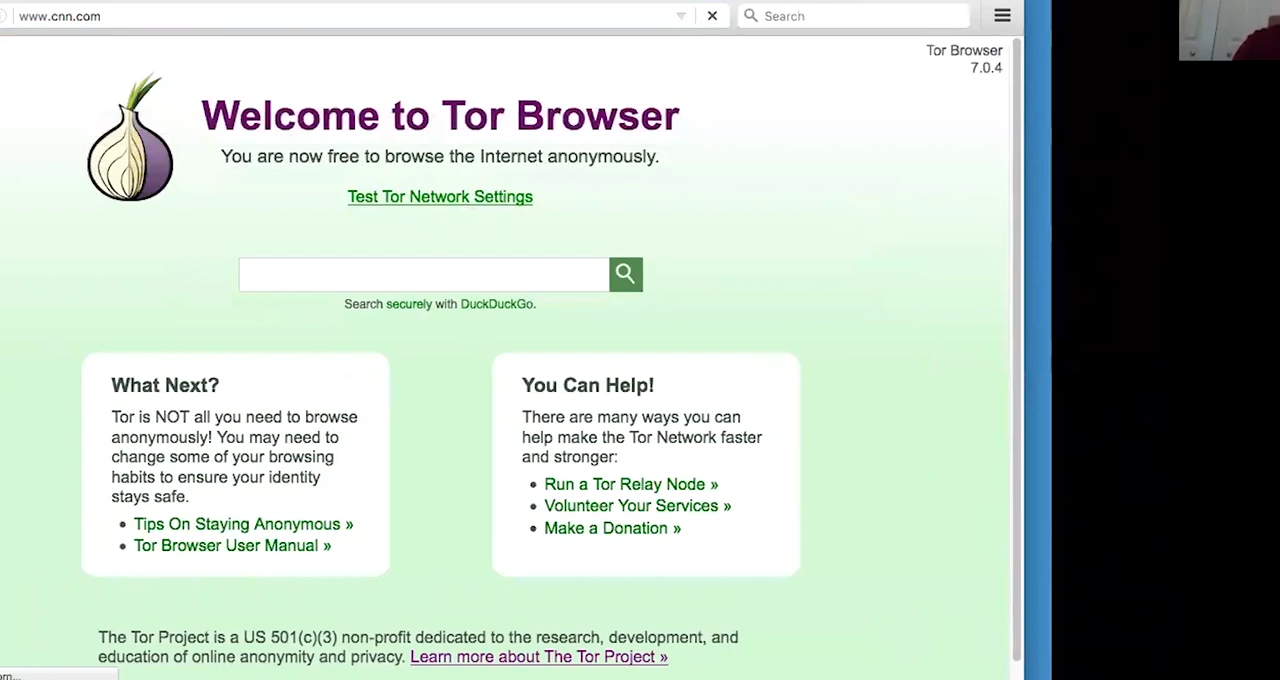 www.cnn.com
Search
Tor Browser
7.0.4
Welcome to Tor Browser
You are now free to browse the Internet anonymously.
Test Tor Network Settings
Search securely with DuckDuckGo.
What Next?
Tor is NOT all you need to browse
anonymously! You may need to
change some of your browsing
habits to ensure your identity
stays safe.
• Tips On Staying Anonymous »
• Tor Browser User Manual »
You Can Help!
There are many ways you can
help make the Tor Network faster
and stronger:
• Run a Tor Relay Node »
• Volunteer Your Services »
• Make a Donation »
The Tor Project is a US 501(c)(3) non-profit dedicated to the research, development, and
education of online anonymity and privacy. Learn more about The Tor Project »